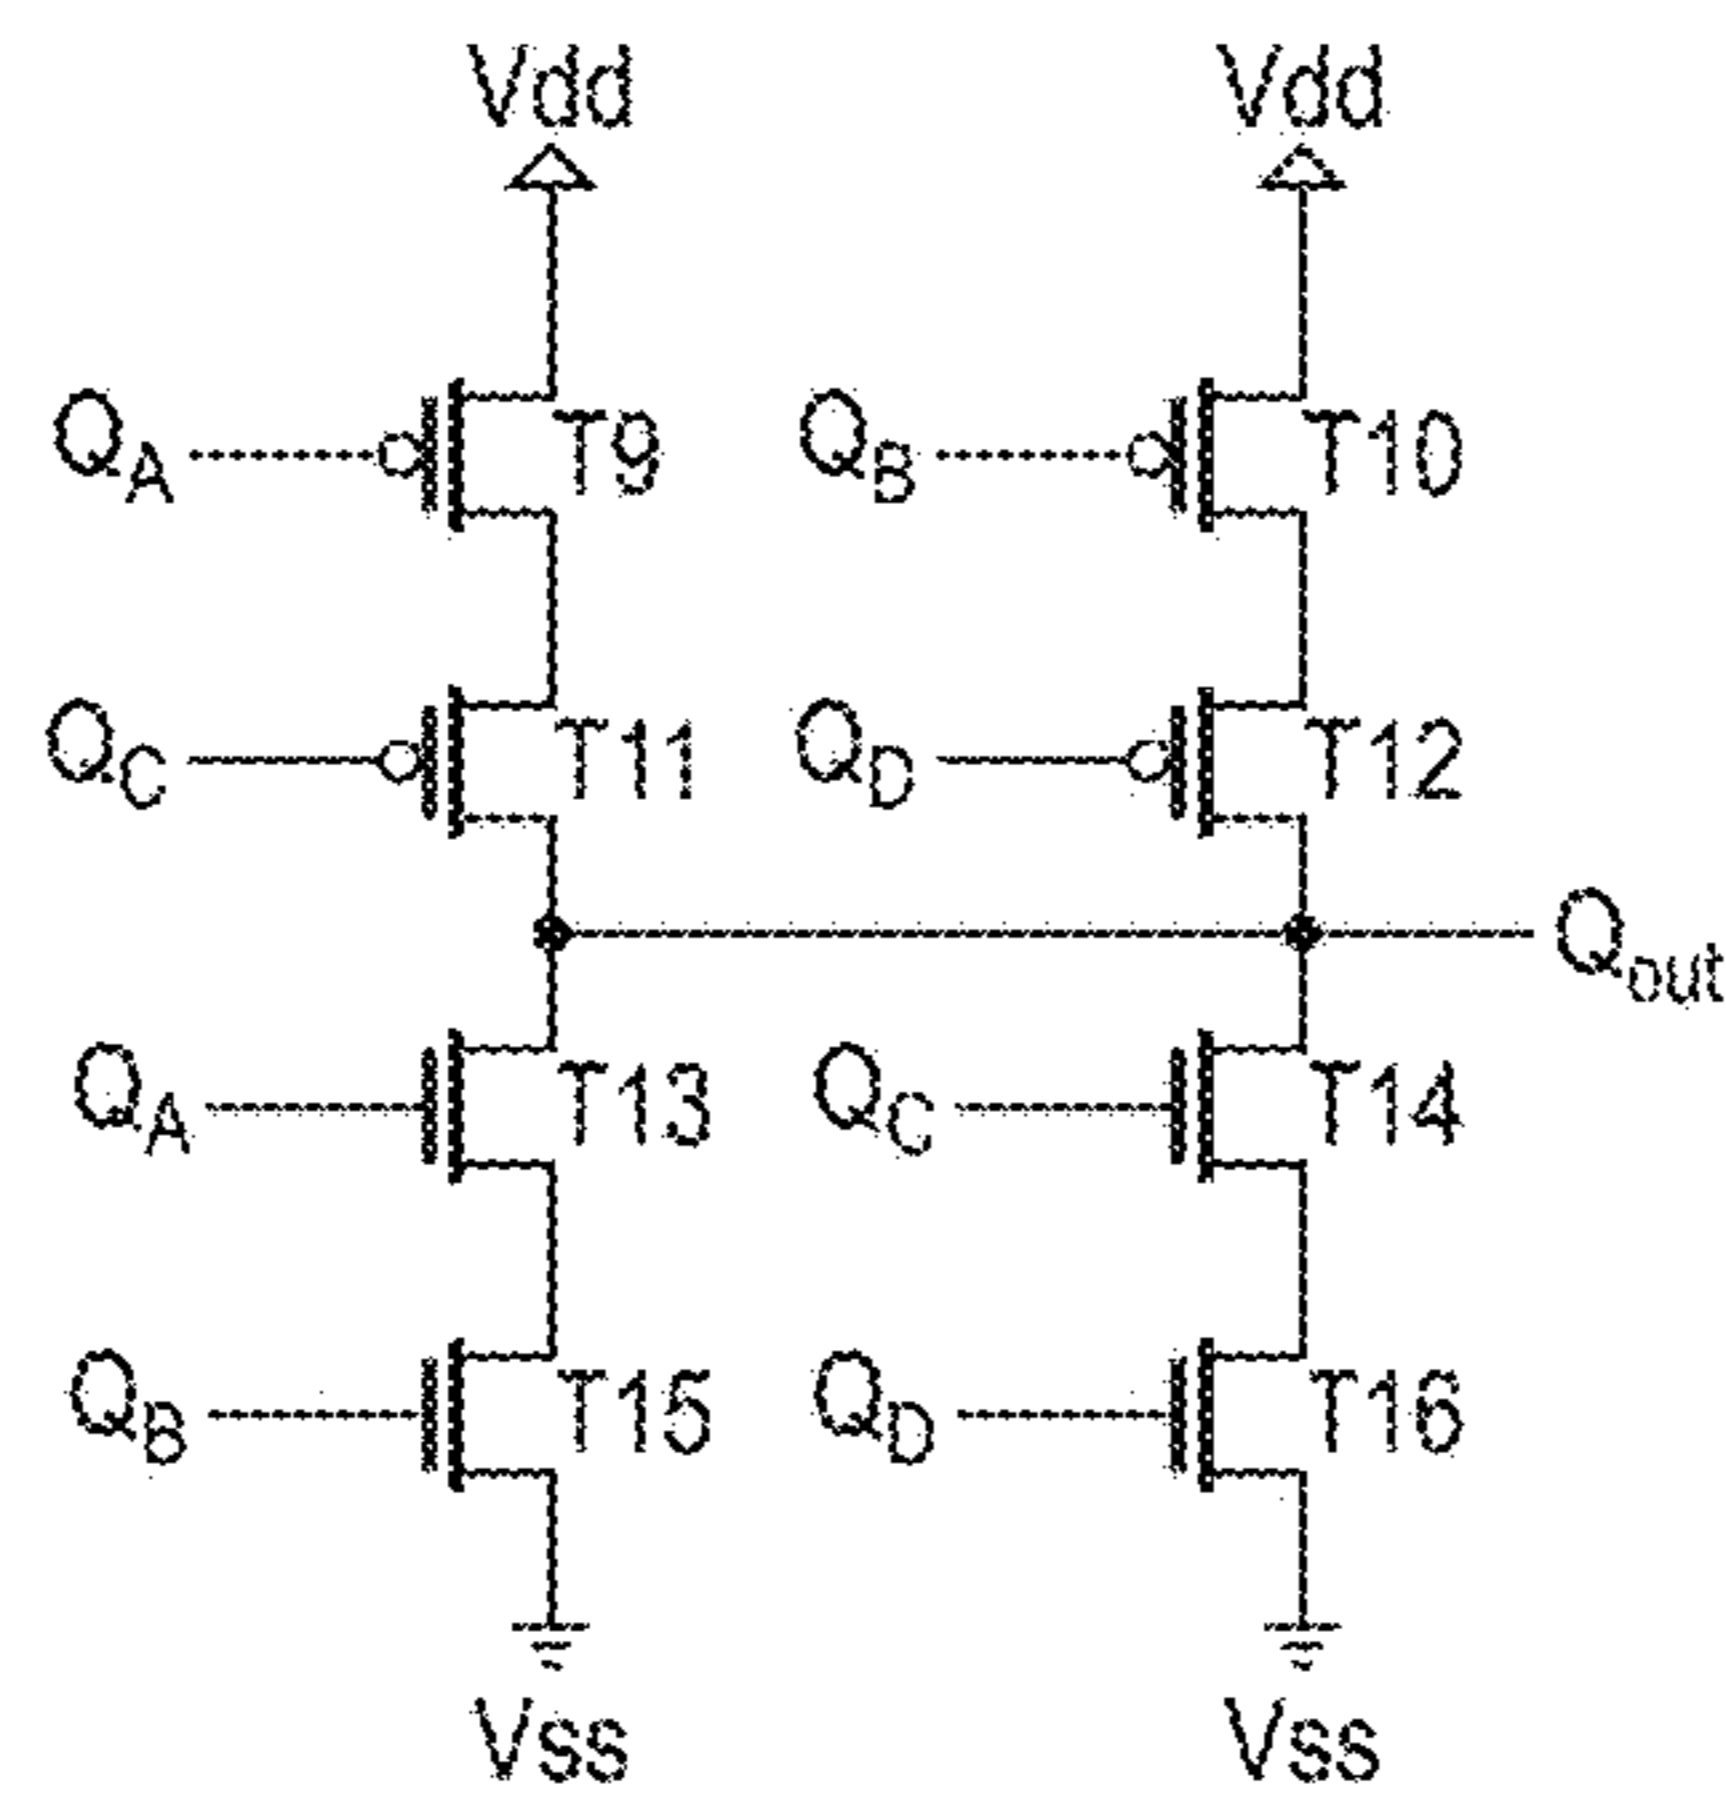 Vdd Vdd
QA T9 QB T10
QC T11 QD T12
Qout
QA T13 QC T14
QB T15 QD T16
Vss Vss